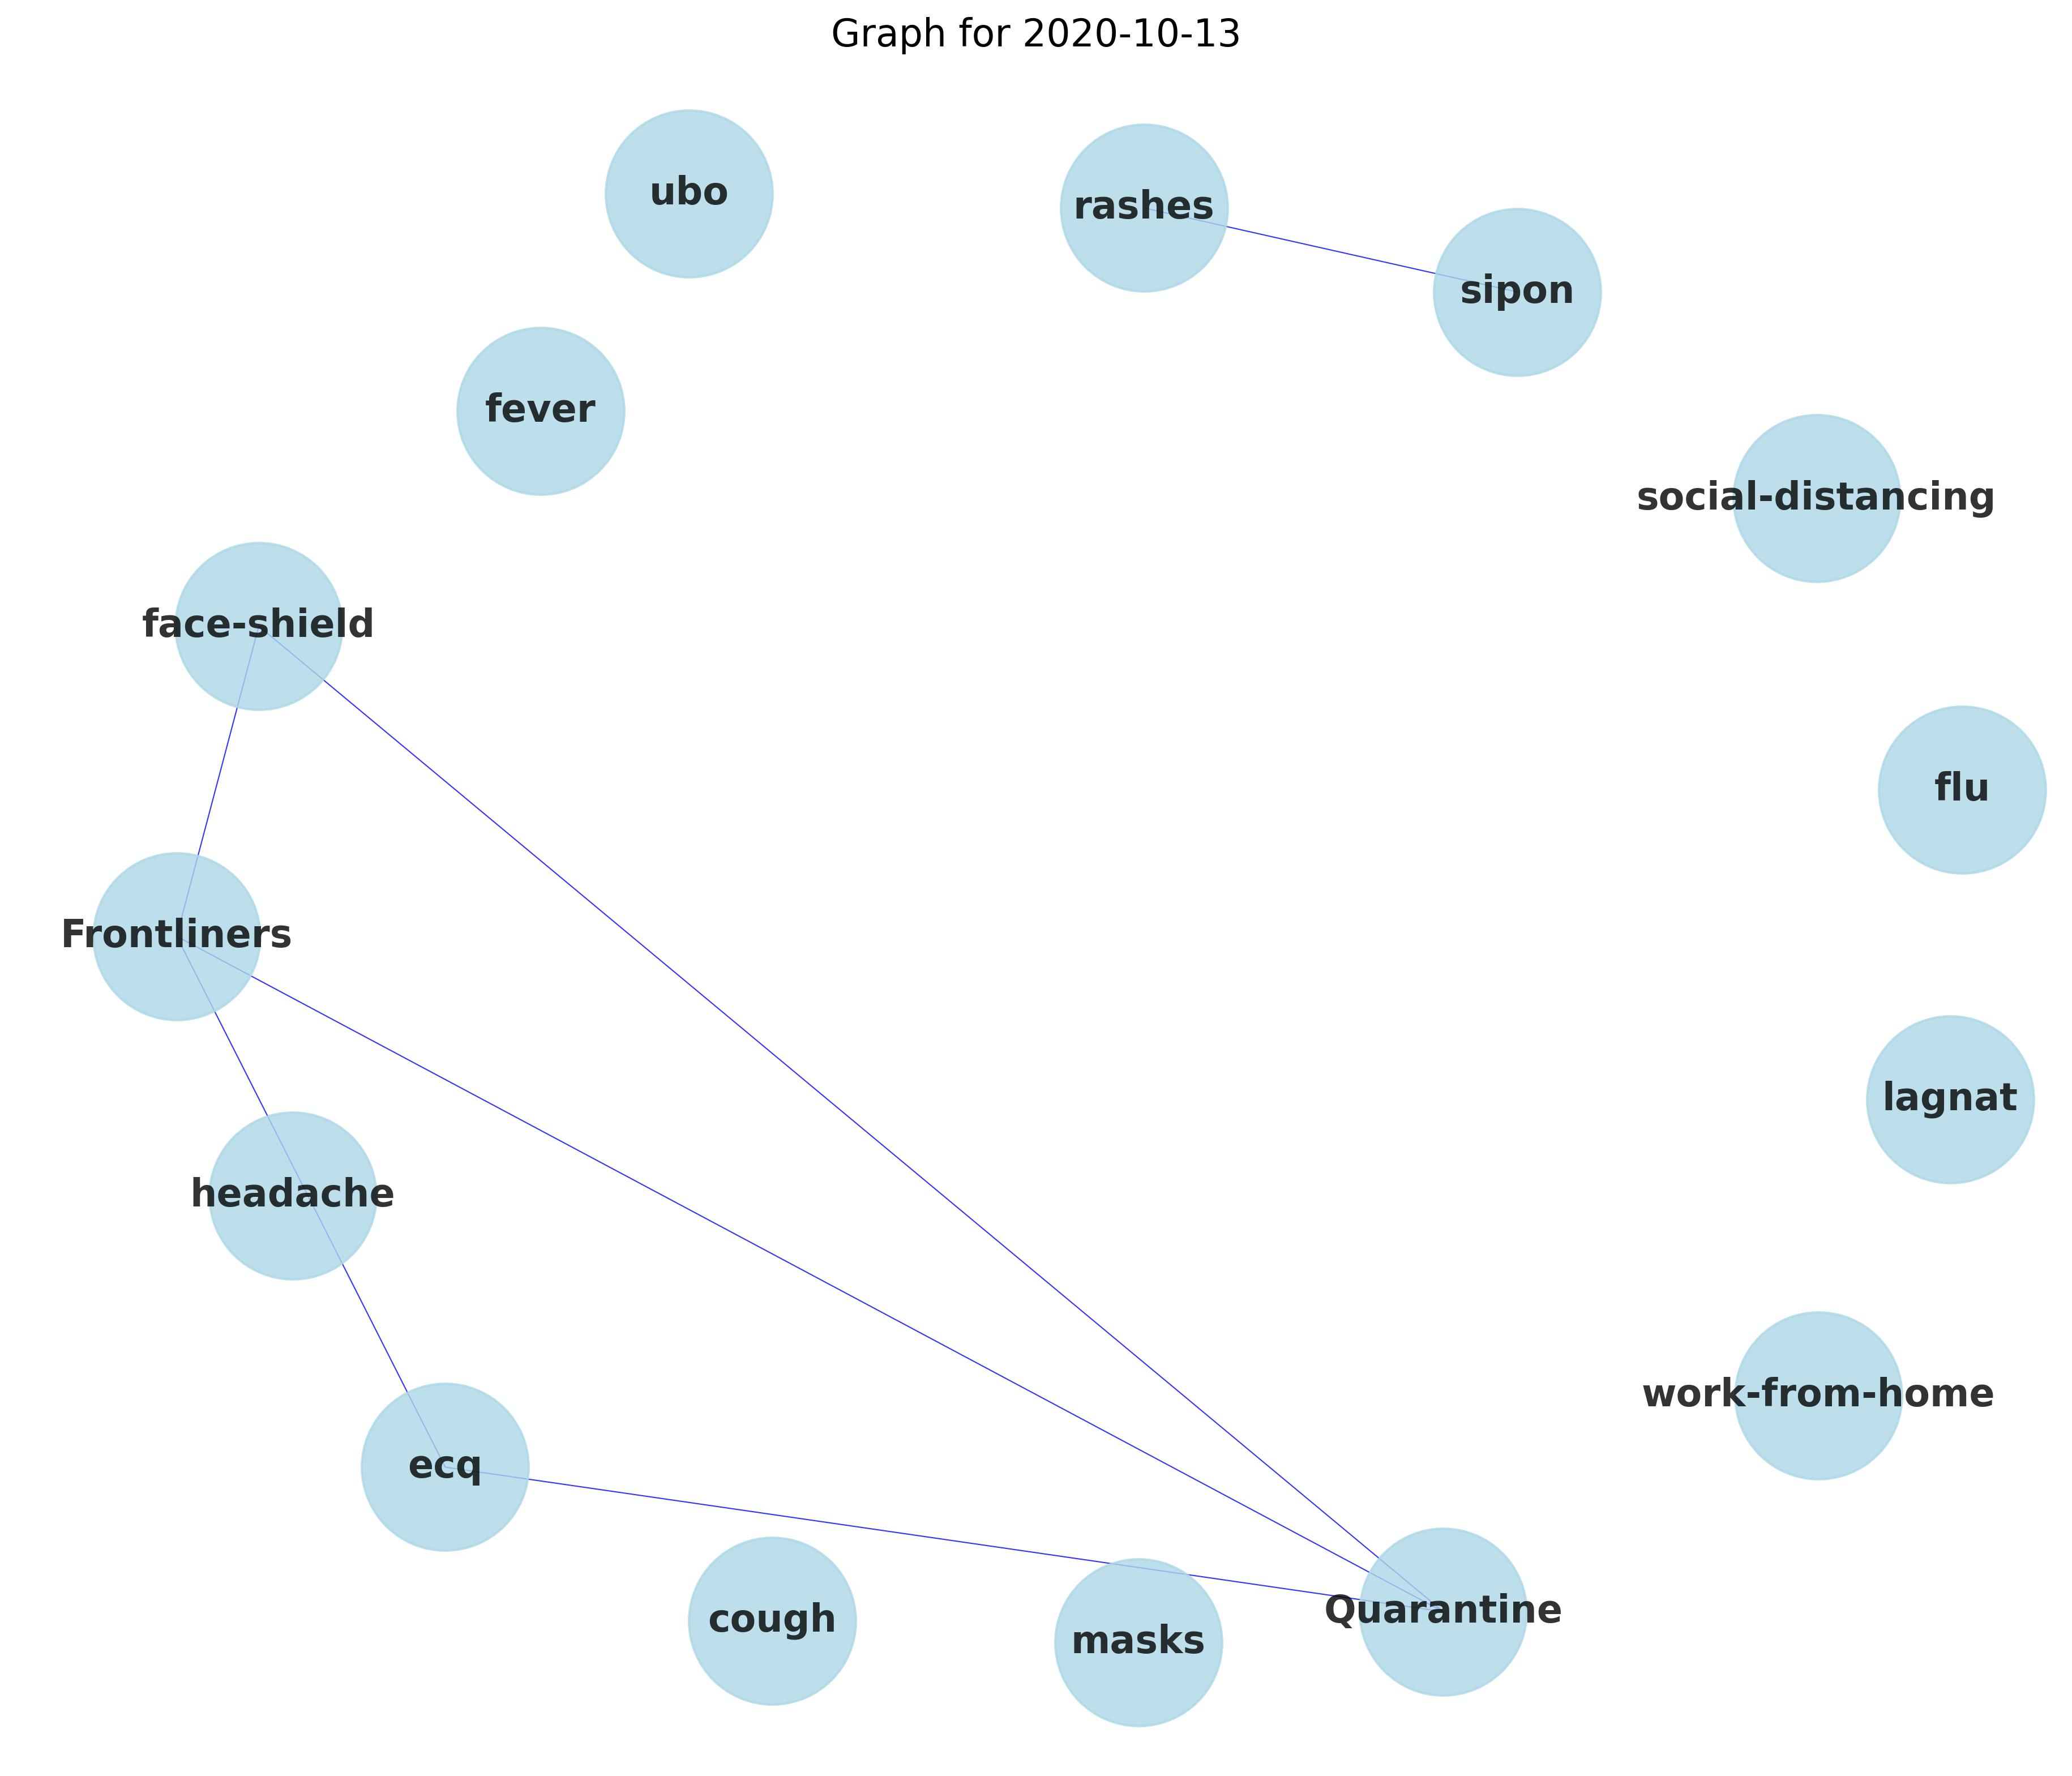 Graph for 2020-10-13
ubo
rashes
sipon
fever
social-distancing
face-shield
flu
Frontliners
lagnat
headache
work-from-home
ecq
Quarantine
cough
masks